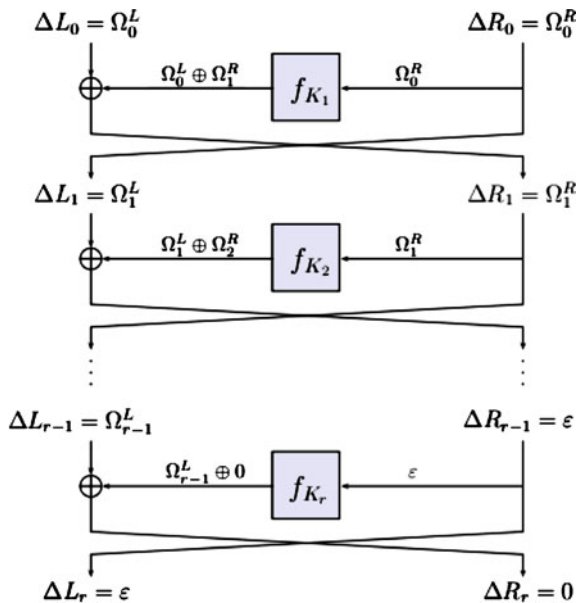 ΔL₀ = Ω₀ᴸ ΔR₀ = Ω₀ᴿ
Ω₀ᴸ ⊕ Ω₁ᴿ f_{K₁} Ω₀ᴿ
ΔL₁ = Ω₁ᴸ ΔR₁ = Ω₁ᴿ
Ω₁ᴸ ⊕ Ω₂ᴿ f_{K₂} Ω₁ᴿ
ΔL_{r−1} = Ω_{r−1}ᴸ ΔR_{r−1} = ε
Ω_{r−1}ᴸ ⊕ 0 f_{K_r} ε
ΔL_r = ε ΔR_r = 0